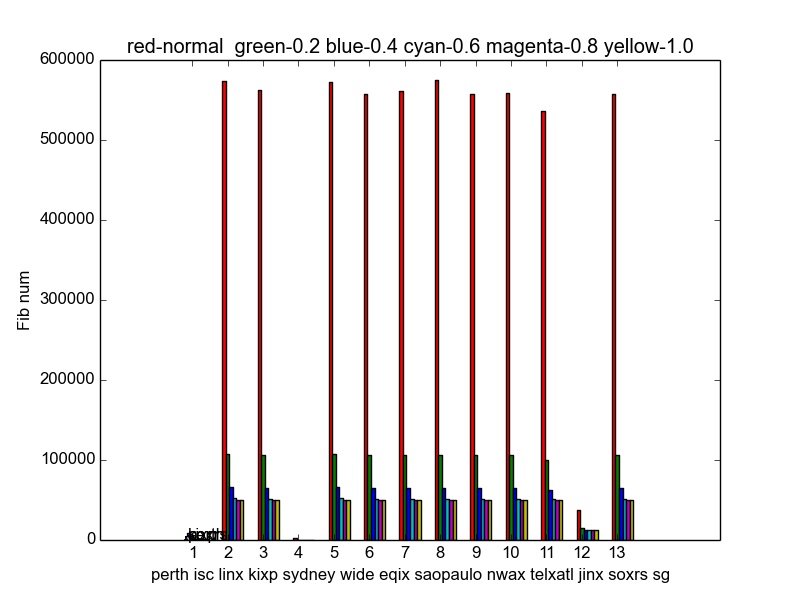 red-normal  green-0.2 blue-0.4 cyan-0.6 magenta-0.8 yellow-1.0
600000
500000
400000
300000
200000
100000
0
Fib num
1 2 3 4 5 6 7 8 9 10 11 12 13
perth isc linx kixp sydney wide eqix saopaulo nwax telxatl jinx soxrs sg